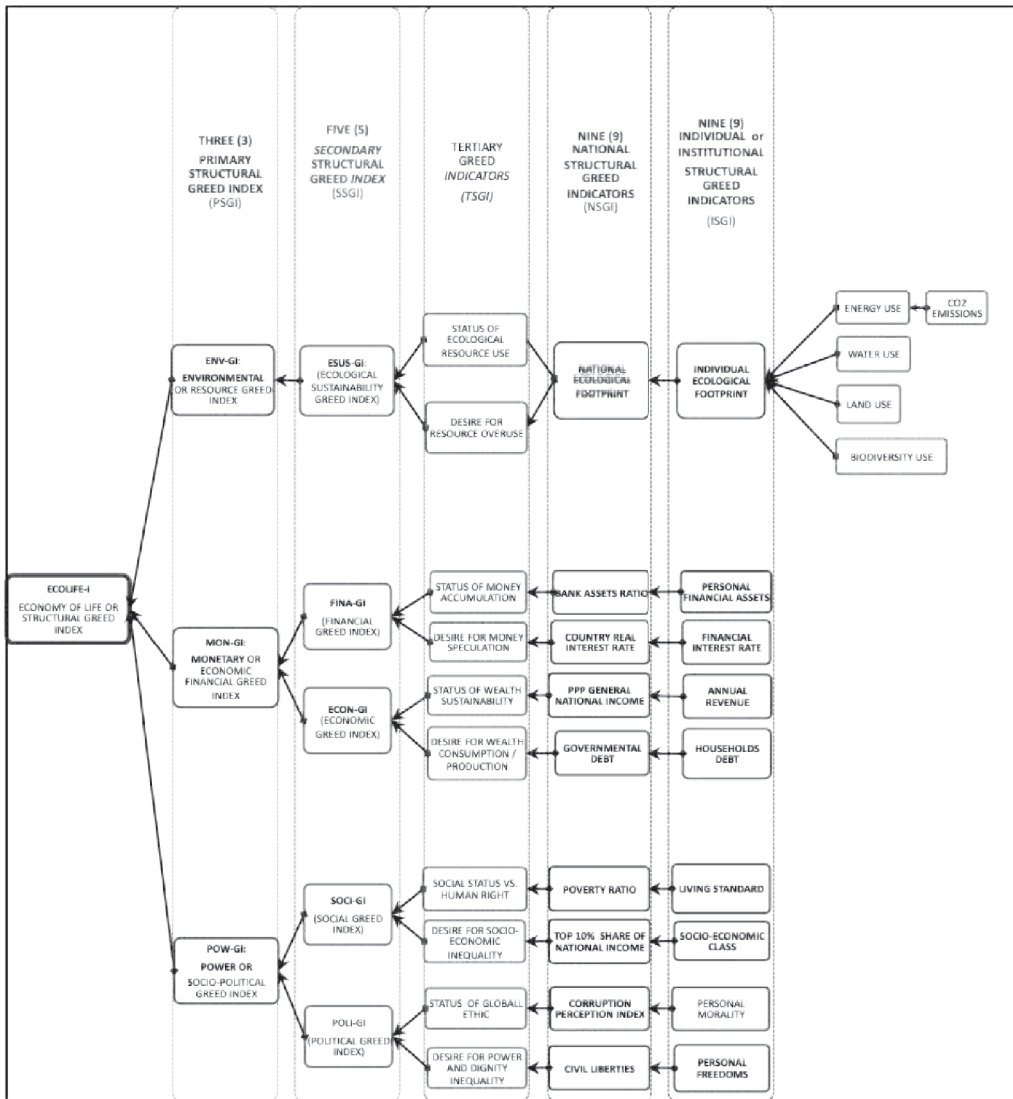 THREE (3)
PRIMARY
STRUCTURAL
GREED INDEX
(PSGI)
FIVE (5)
SECONDARY
STRUCTURAL
GREED INDEX
(SSGI)
TERTIARY
GREED
INDICATORS
(TSGI)
NINE (9)
NATIONAL
STRUCTURAL
GREED
INDICATORS
(NSGI)
NINE (9)
INDIVIDUAL or
INSTITUTIONAL
STRUCTURAL
GREED
INDICATORS
(ISGI)
ECOLIFE-I
ECONOMY OF LIFE OR
STRUCTURAL GREED
INDEX
ENV-GI:
ENVIRONMENTAL
OR RESOURCE GREED
INDEX
ESUS-GI:
(ECOLOGICAL
SUSTAINABILITY
GREED INDEX)
STATUS OF
ECOLOGICAL
RESOURCE USE
DESIRE FOR
RESOURCE OVERUSE
NATIONAL
ECOLOGICAL
FOOTPRINT
INDIVIDUAL
ECOLOGICAL
FOOTPRINT
ENERGY USE
CO2
EMISSIONS
WATER USE
LAND USE
BIODIVERSITY USE
MON-GI:
MONETARY OR
ECONOMIC
FINANCIAL GREED
INDEX
FINA-GI
(FINANCIAL
GREED INDEX)
STATUS OF MONEY
ACCUMULATION
BANK ASSETS RATIO
PERSONAL
FINANCIAL ASSETS
DESIRE FOR MONEY
SPECULATION
COUNTRY REAL
INTEREST RATE
FINANCIAL
INTEREST RATE
ECON-GI
(ECONOMIC
GREED INDEX)
STATUS OF WEALTH
SUSTAINABILITY
PPP GENERAL
NATIONAL INCOME
ANNUAL
REVENUE
DESIRE FOR WEALTH
CONSUMPTION /
PRODUCTION
GOVERNMENTAL
DEBT
HOUSEHOLDS
DEBT
POW-GI:
POWER OR
SOCIO-POLITICAL
GREED INDEX
SOCI-GI
(SOCIAL GREED
INDEX)
SOCIAL STATUS VS.
HUMAN RIGHT
POVERTY RATIO
LIVING STANDARD
DESIRE FOR SOCIO-
ECONOMIC
INEQUALITY
TOP 10% SHARE OF
NATIONAL INCOME
SOCIO-ECONOMIC
CLASS
POLI-GI
(POLITICAL GREED
INDEX)
STATUS OF GLOBALL
ETHIC
CORRUPTION
PERCEPTION INDEX
PERSONAL
MORALITY
DESIRE FOR POWER
AND DIGNITY
INEQUALITY
CIVIL LIBERTIES
PERSONAL
FREEDOMS